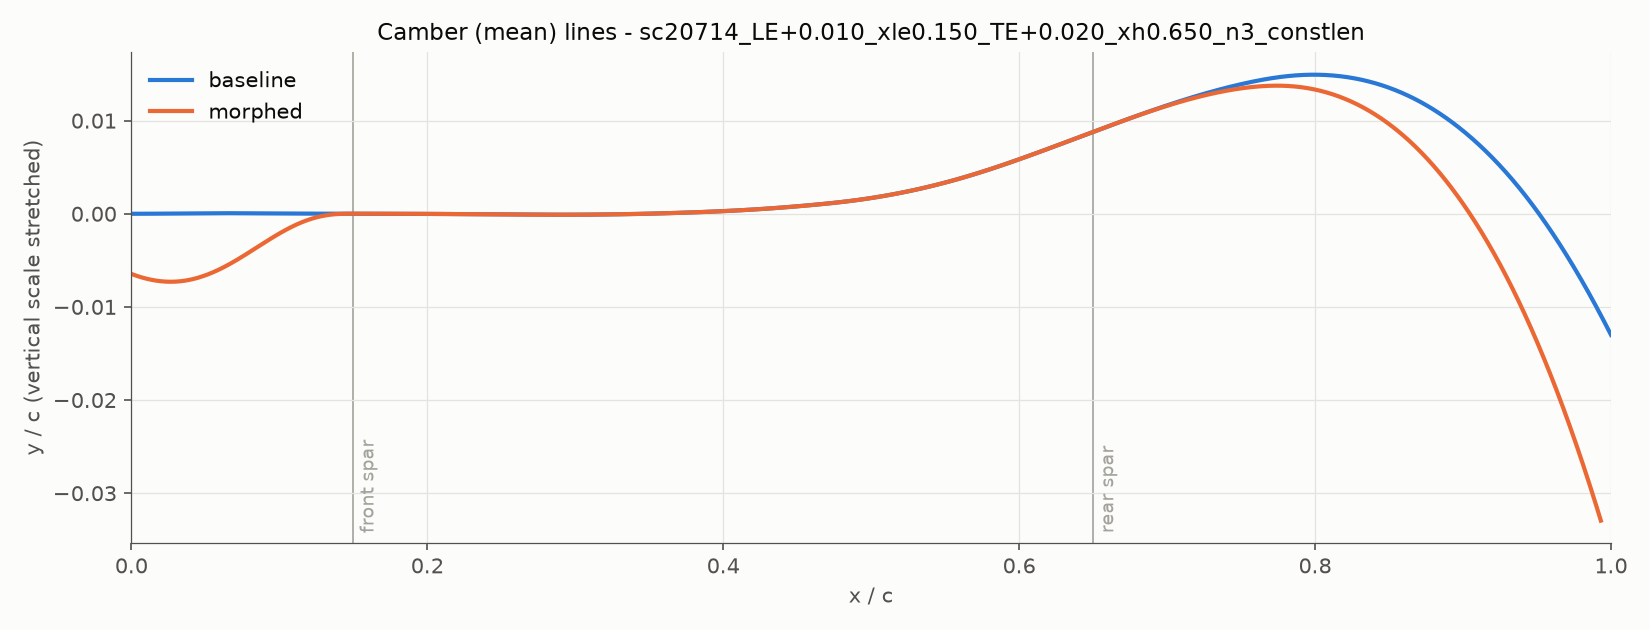 Camber (mean) lines - sc20714_LE+0.010_xle0.150_TE+0.020_xh0.650_n3_constlen
baseline
morphed
0.01
0.00
−0.01
−0.02
−0.03
y / c (vertical scale stretched)
front spar
rear spar
0.0 0.2 0.4 0.6 0.8 1.0
x / c